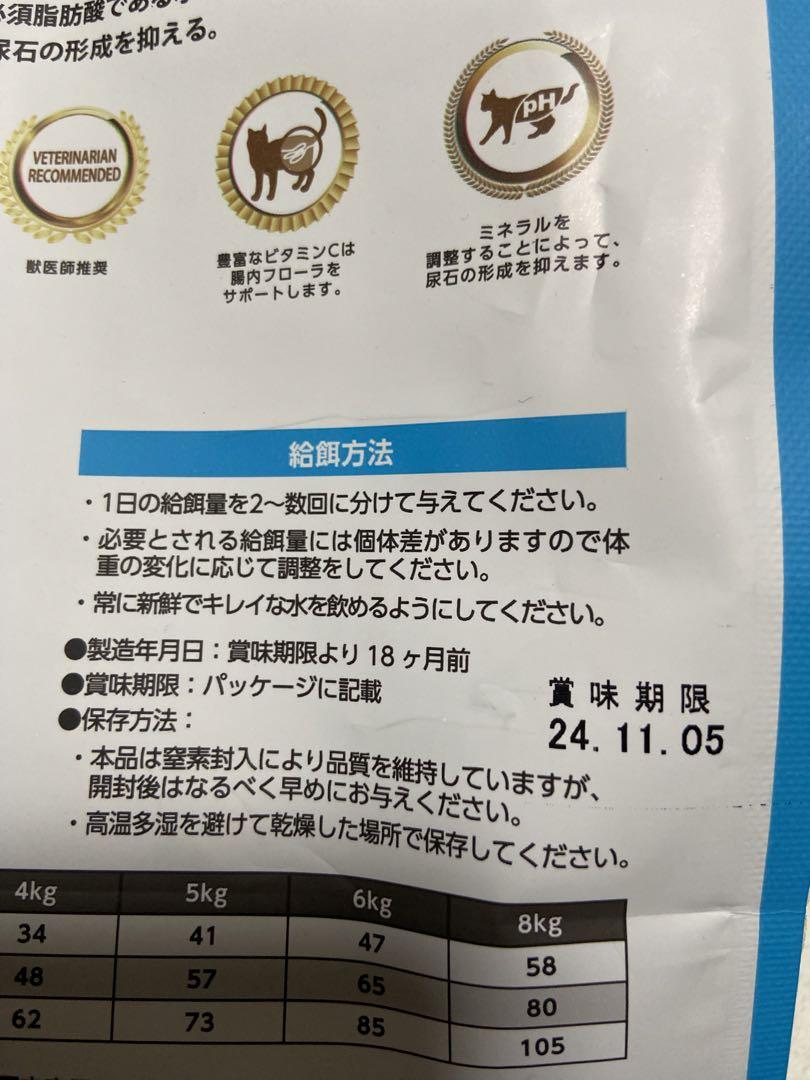 須脂肪酸である
尿石の形成を抑える。
VETERINARIAN
RECOMMENDED
獣医師推奨
豊富なビタミンCは
腸内フローラを
サポートします。
pH
ミネラルを
調整することによって、
尿石の形成を抑えます。
給餌方法
・1日の給餌量を2〜数回に分けて与えてください。
・必要とされる給餌量には個体差がありますので体
重の変化に応じて調整をしてください。
・常に新鮮でキレイな水を飲めるようにしてください。
●製造年月日：賞味期限より18ヶ月前
●賞味期限：パッケージに記載
賞味期限
24.11.05
●保存方法：
・本品は窒素封入により品質を維持していますが、
開封後はなるべく早めにお与えください。
・高温多湿を避けて乾燥した場所で保存してください。
4kg 5kg 6kg 8kg
34 41 47 58
48 57 65 80
62 73 85 105